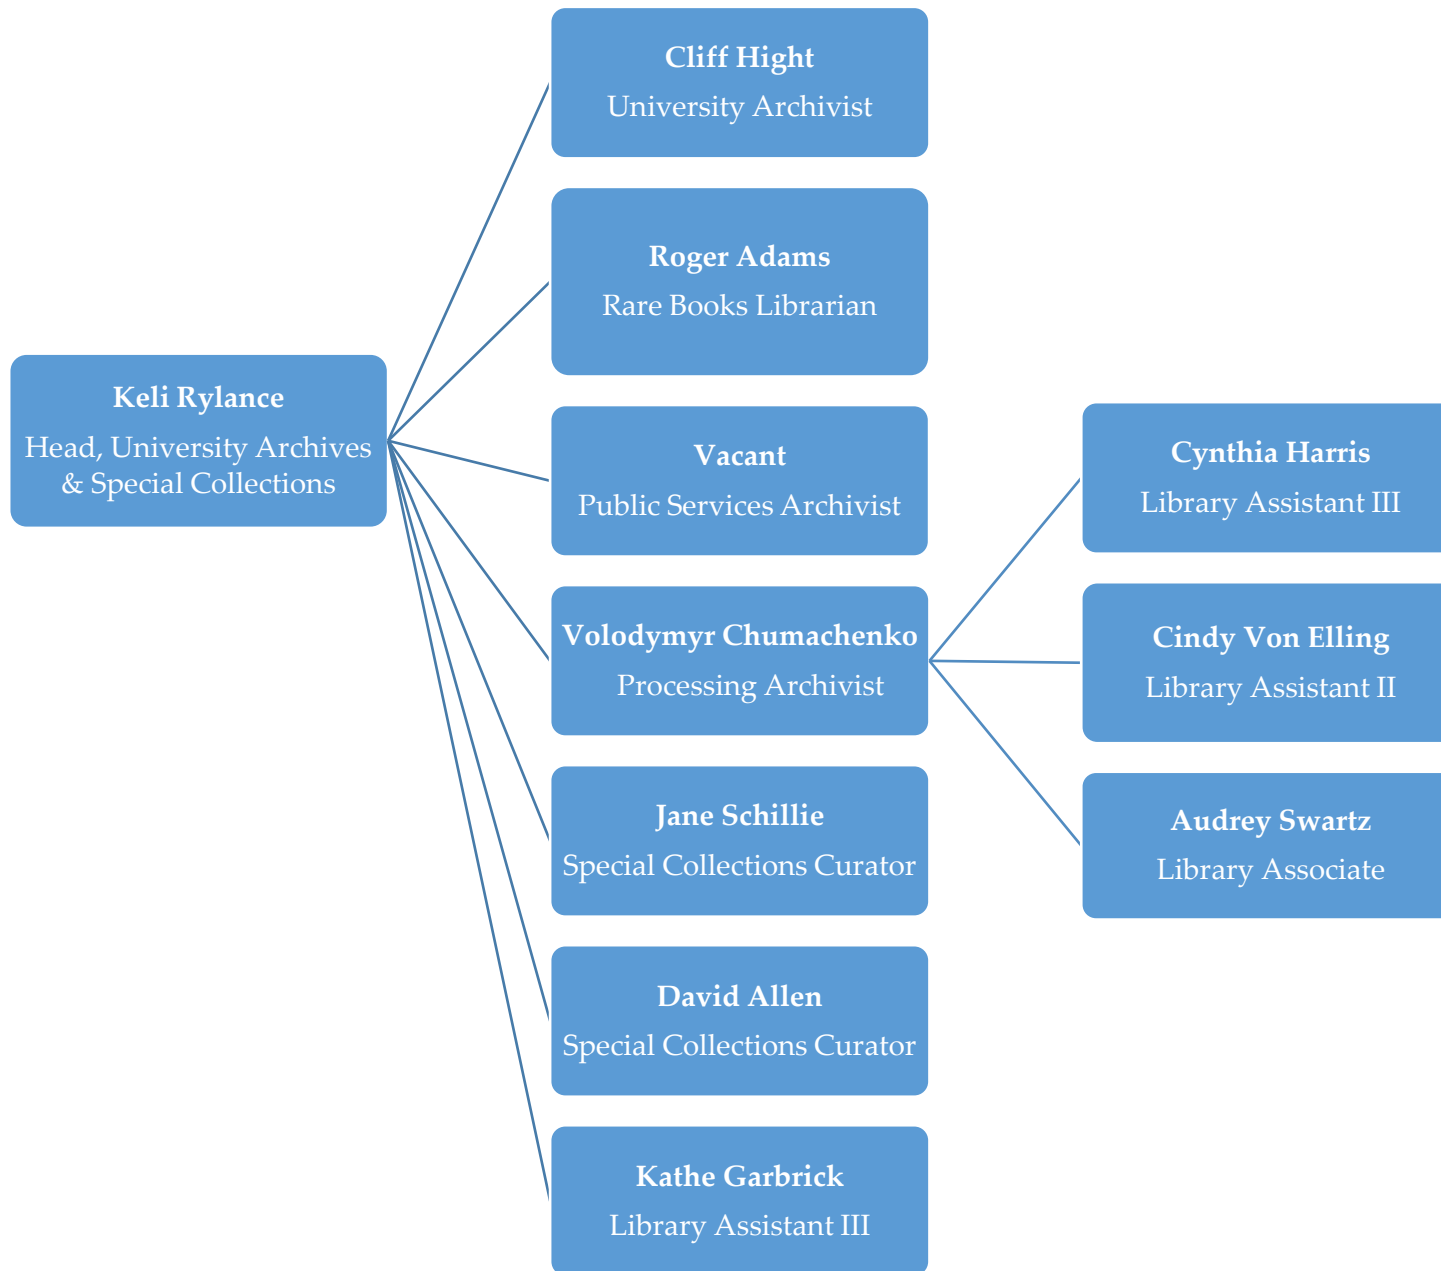 Keli Rylance
Head, University Archives
& Special Collections
Cliff Hight
University Archivist
Roger Adams
Rare Books Librarian
Vacant
Public Services Archivist
Volodymyr Chumachenko
Processing Archivist
Jane Schillie
Special Collections Curator
David Allen
Special Collections Curator
Kathe Garbrick
Library Assistant III
Cynthia Harris
Library Assistant III
Cindy Von Elling
Library Assistant II
Audrey Swartz
Library Associate